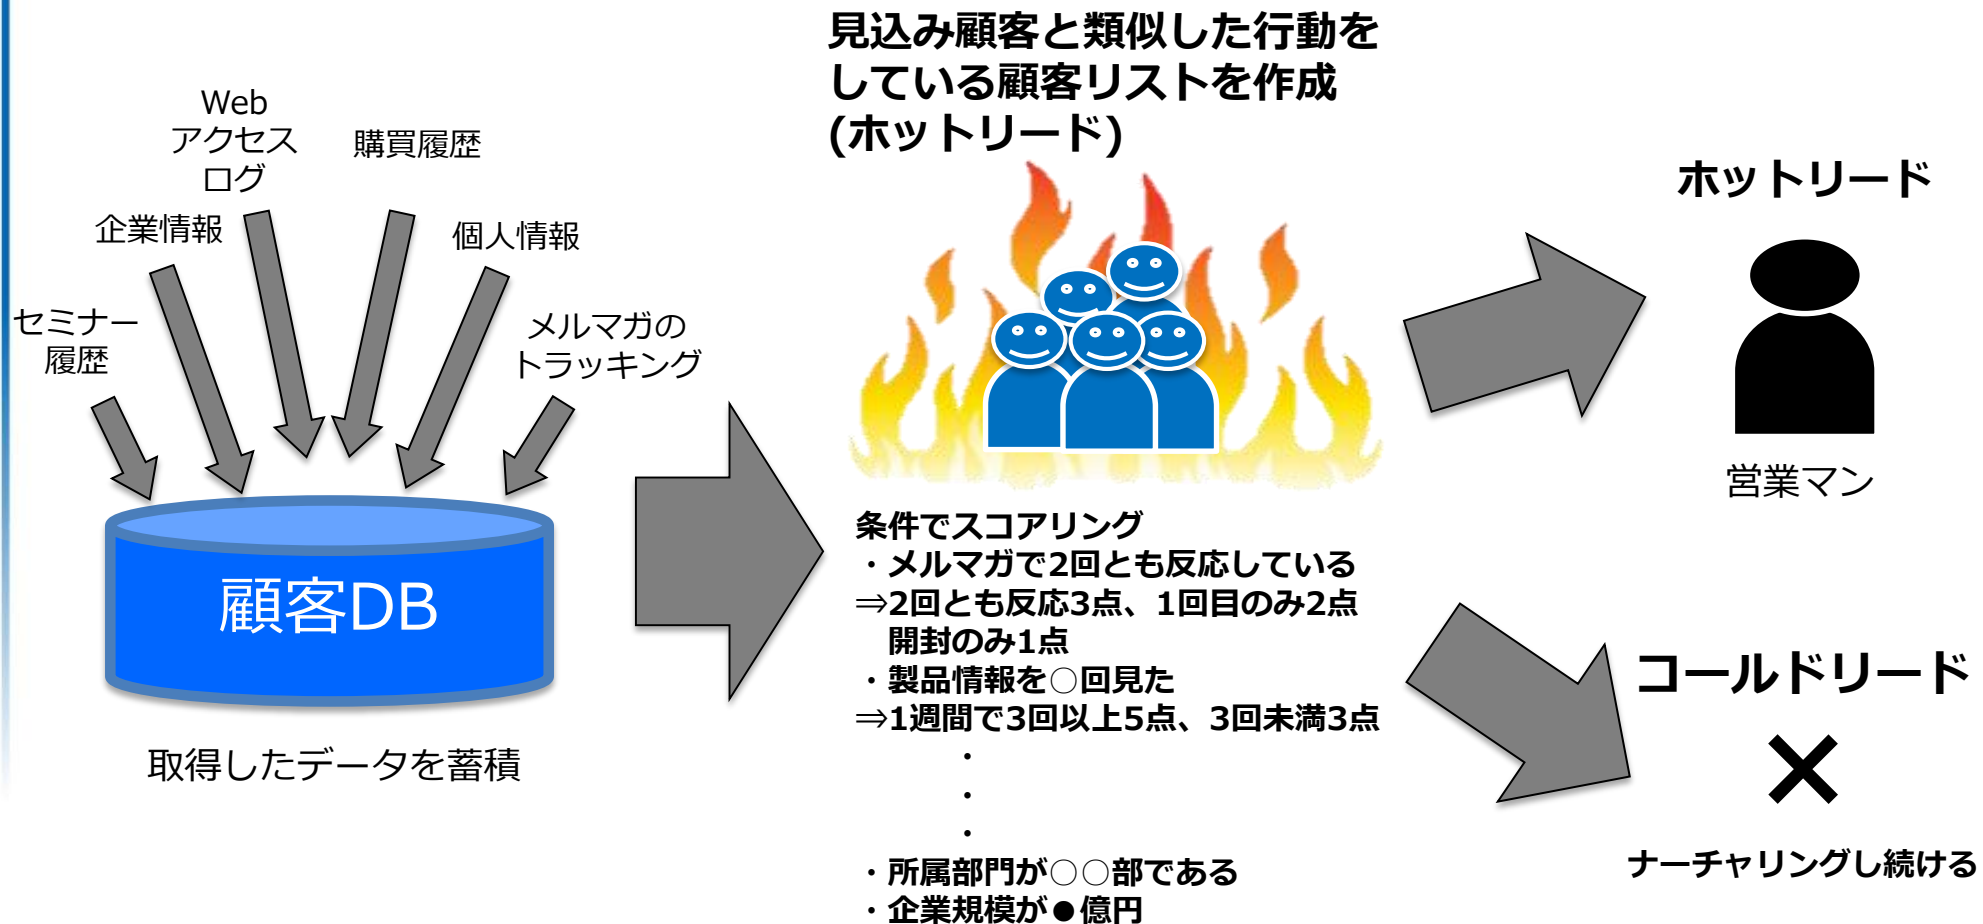 見込み顧客と類似した行動を
している顧客リストを作成
(ホットリード)
Web
アクセス
ログ
購買履歴
企業情報
個人情報
セミナー
履歴
メルマガの
トラッキング
顧客DB
取得したデータを蓄積
条件でスコアリング
・メルマガで2回とも反応している
⇒2回とも反応3点、1回目のみ2点
開封のみ1点
・製品情報を○回見た
⇒1週間で3回以上5点、3回未満3点
・
・
・
・所属部門が○○部である
・企業規模が●億円
ホットリード
営業マン
コールドリード
×
ナーチャリングし続ける